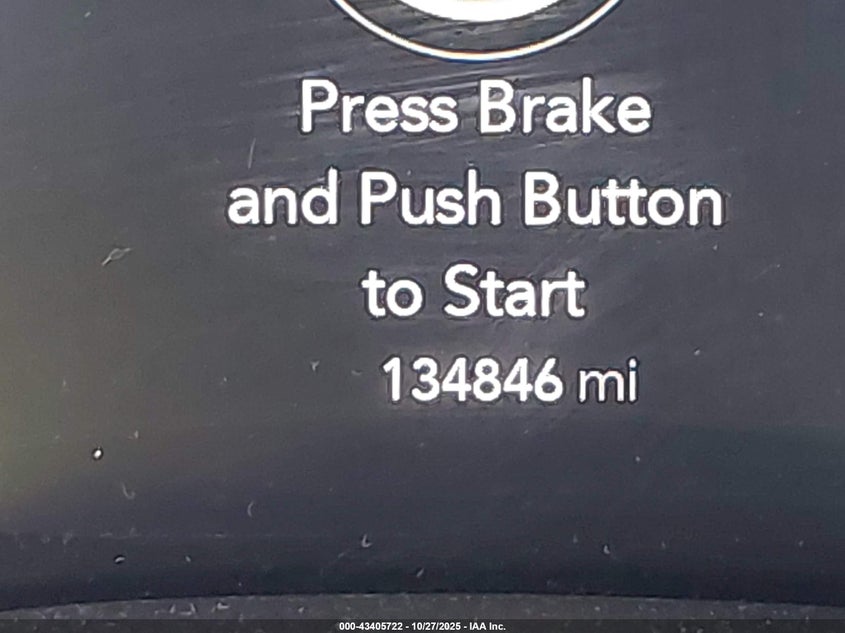 Press Brake
and Push Button
to Start
134846 mi
000-43405722 - 10/27/2025 - IAA Inc.